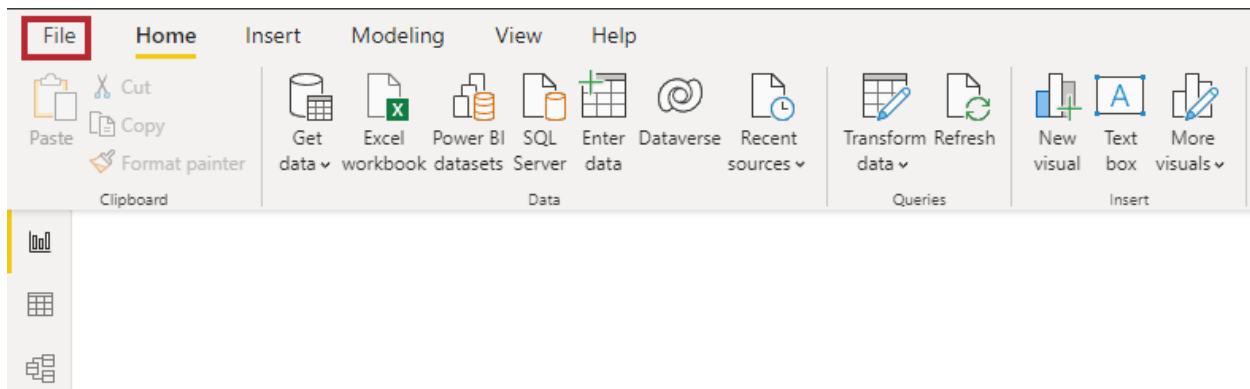 File Home Insert Modeling View Help
Cut
Copy
Format painter
Paste
Get data
Excel workbook
Power BI datasets
SQL Server
Enter data
Dataverse
Recent sources
Transform data
Refresh
New visual
Text box
More visuals
Clipboard
Data
Queries
Insert